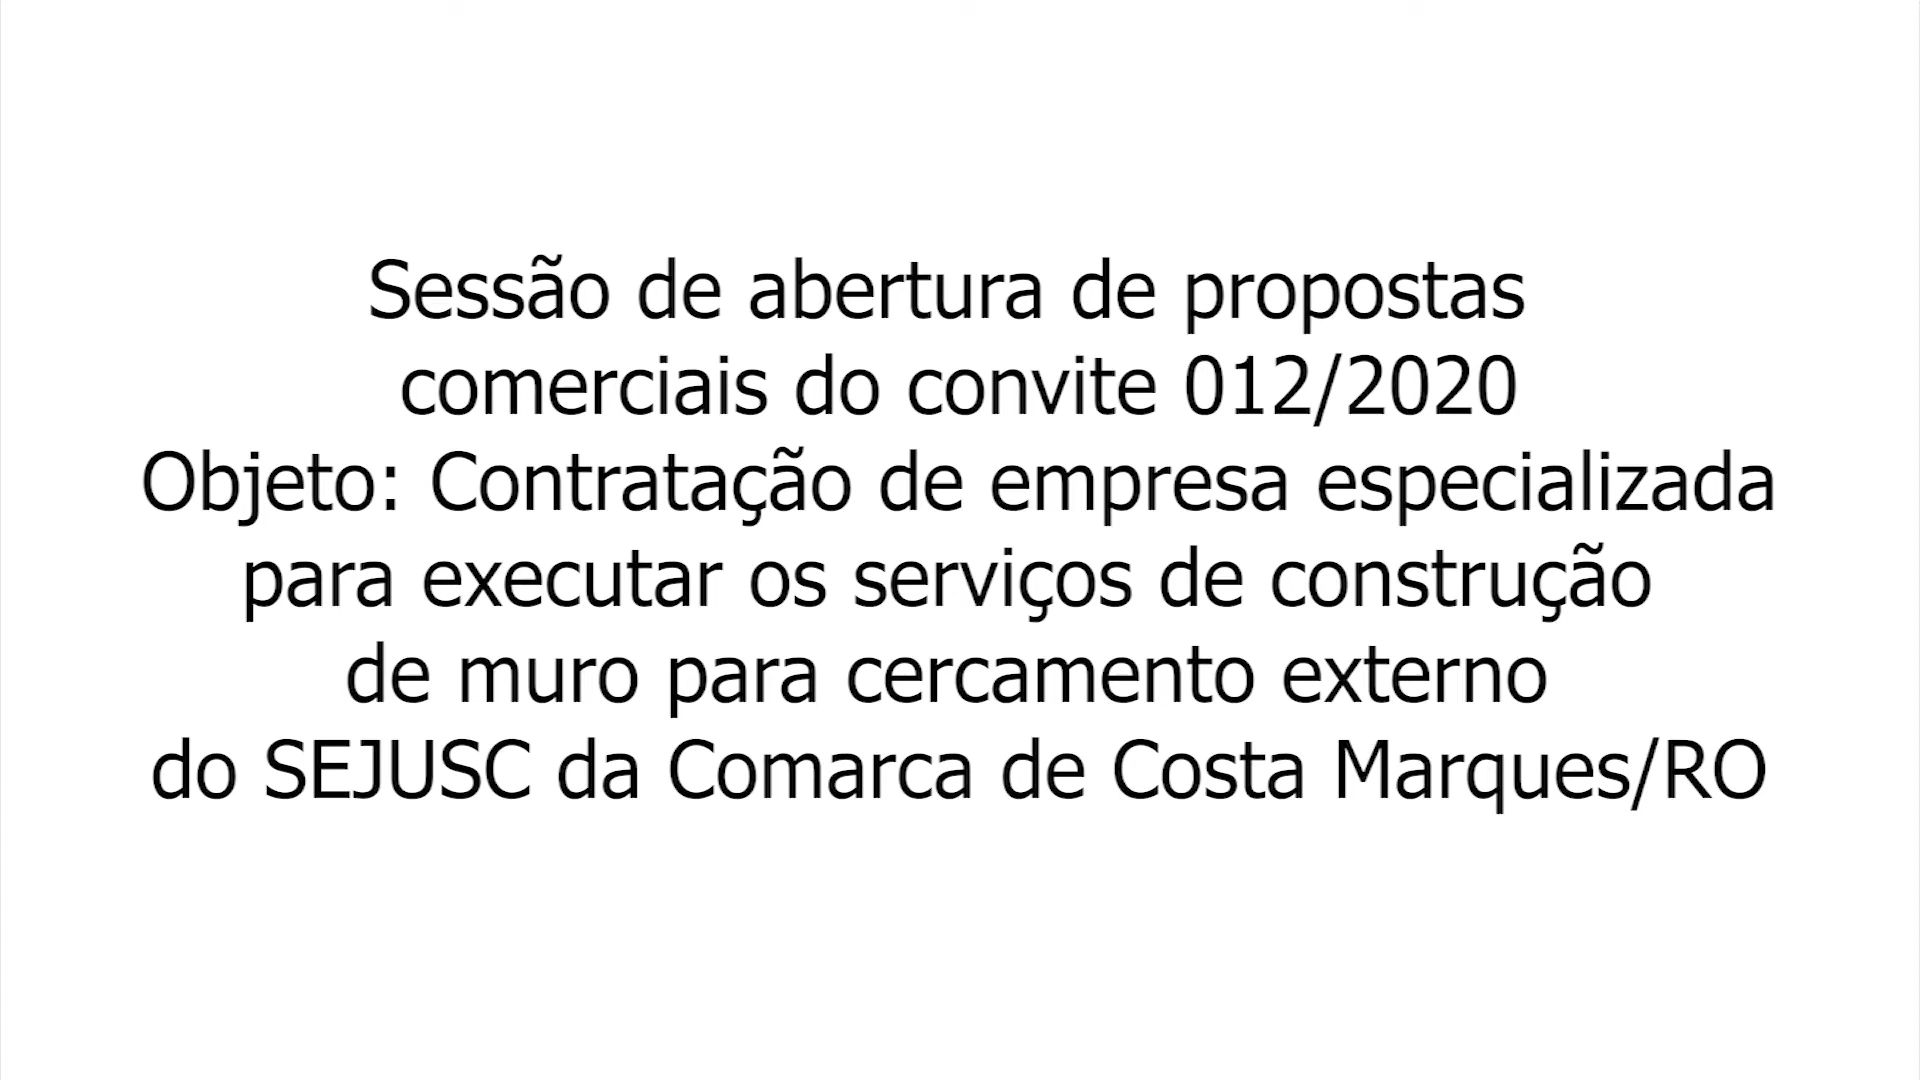 Sessão de abertura de propostas
comerciais do convite 012/2020
Objeto: Contratação de empresa especializada
para executar os serviços de construção
de muro para cercamento externo
do SEJUSC da Comarca de Costa Marques/RO